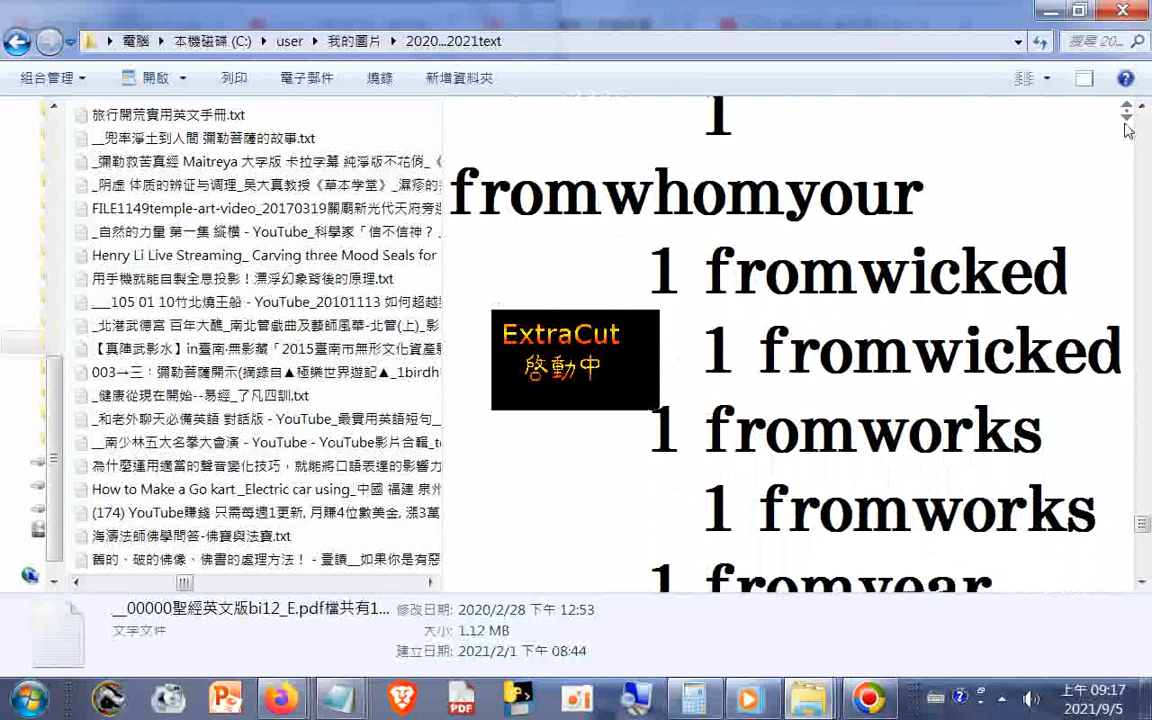 電腦 本機磁碟 (C:) user 我的圖片 2020...2021text
搜尋 20...
組合管理 開啟 列印 電子郵件 燒錄 新增資料夾
旅行開荒實用英文手冊.txt
__兜率淨土到人間 彌勒菩薩的故事.txt
_彌勒救苦真經 Maitreya 大字版 卡拉字幕 純淨版不花俏_《
_阴虚 体质的辨证与调理_吴大真教授《草本学堂》_濕疹的
FILE1149temple-art-video_20170319關廟新光代天府旁
_自然的力量 第一集 縱橫 - YouTube_科學家「信不信神？
Henry Li Live Streaming_ Carving three Mood Seals for
用手機就能自製全息投影！漂浮幻象背後的原理.txt
___105 01 10竹北燒王船 - YouTube_20101113 如何超越
_北港武德宮 百年大醮_南北管戲曲及藝師風華-北管(上)_影
【真陣武影水】in臺南·無影藏「2015臺南市無形文化資產
003→三：彌勒菩薩開示(摘錄自▲極樂世界遊記▲_1birdh
_健康從現在開始--易經_了凡四訓.txt
_和老外聊天必備英語 對話版 - YouTube_最實用英語短句__
__南少林五大名拳大會演 - YouTube - YouTube影片合輯_t
為什麼運用適當的聲音變化技巧，就能將口語表達的影響力
How to Make a Go kart _Electric car using_中國 福建 泉州
(174) YouTube賺錢 只需每週1更新, 月賺4位數美金, 漲3萬
海濤法師佛學問答-佛寶與法寶.txt
舊的、破的佛像、佛書的處理方法！ - 壹讀__如果你是有惡
1
fromwhomyour
1 fromwicked
1 fromwicked
1 fromworks
1 fromworks
1 fromyear
ExtraCut
啓動中
__00000聖經英文版bi12_E.pdf檔共有1... 修改日期: 2020/2/28 下午 12:53
文字文件 大小: 1.12 MB
建立日期: 2021/2/1 下午 08:44
PDF
上午 09:17
2021/9/5